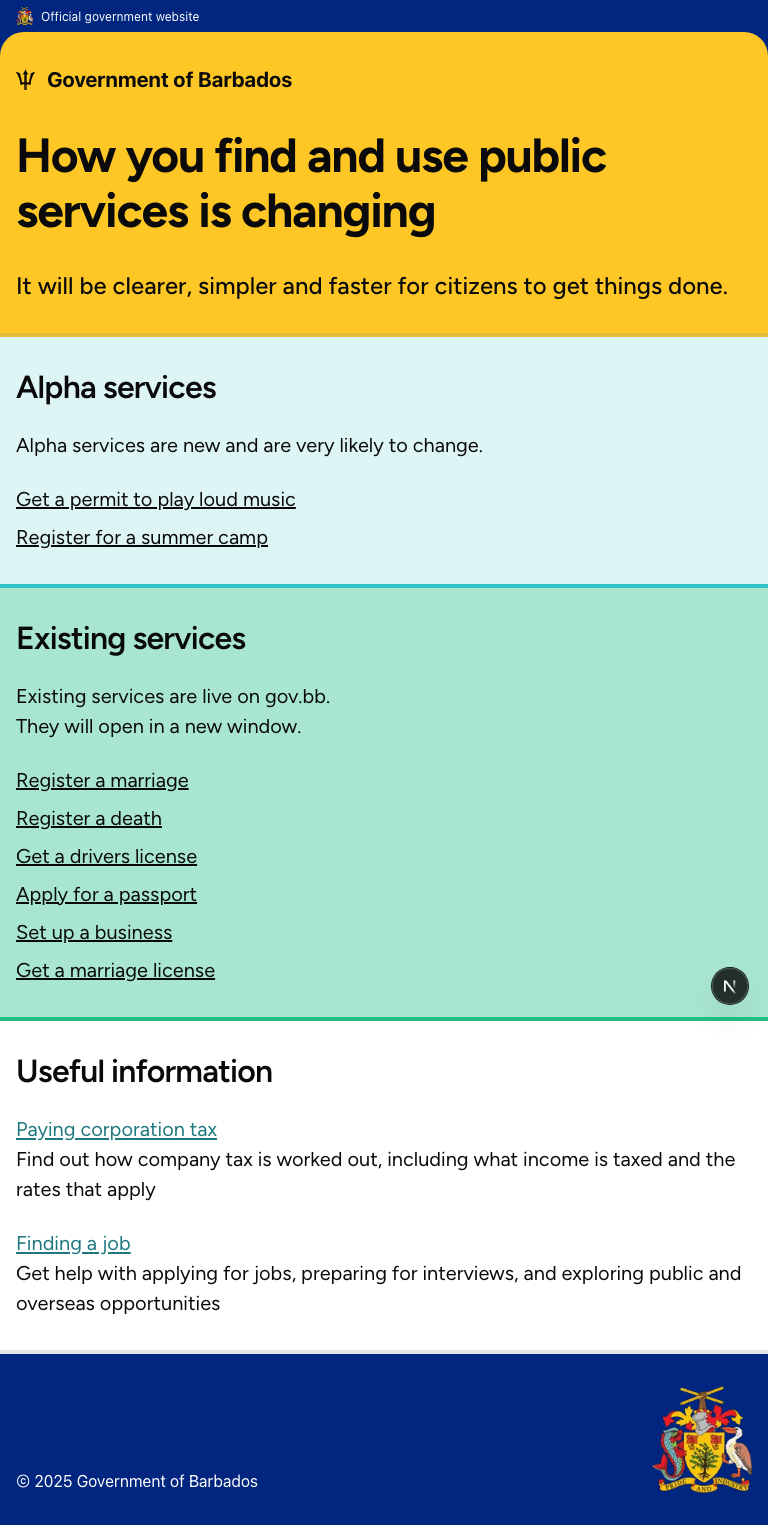 Official government website
Government of Barbados
How you find and use public
services is changing
It will be clearer, simpler and faster for citizens to get things done.
Alpha services
Alpha services are new and are very likely to change.
Get a permit to play loud music
Register for a summer camp
Existing services
Existing services are live on gov.bb.
They will open in a new window.
Register a marriage
Register a death
Get a drivers license
Apply for a passport
Set up a business
Get a marriage license
N
Useful information
Paying corporation tax
Find out how company tax is worked out, including what income is taxed and the
rates that apply
Finding a job
Get help with applying for jobs, preparing for interviews, and exploring public and
overseas opportunities
© 2025 Government of Barbados
PRIDE AND INDUSTRY